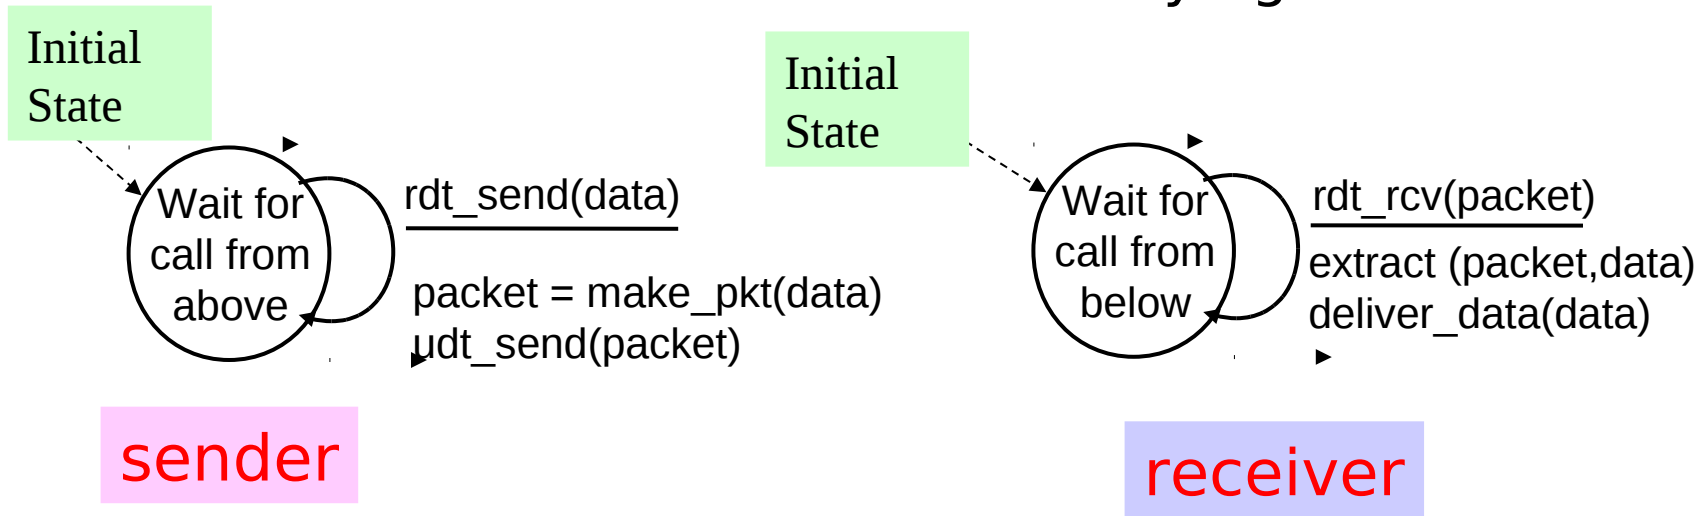 Initial
State
Wait for
call from
above
rdt_send(data)
packet = make_pkt(data)
udt_send(packet)
sender
Initial
State
Wait for
call from
below
rdt_rcv(packet)
extract (packet,data)
deliver_data(data)
receiver